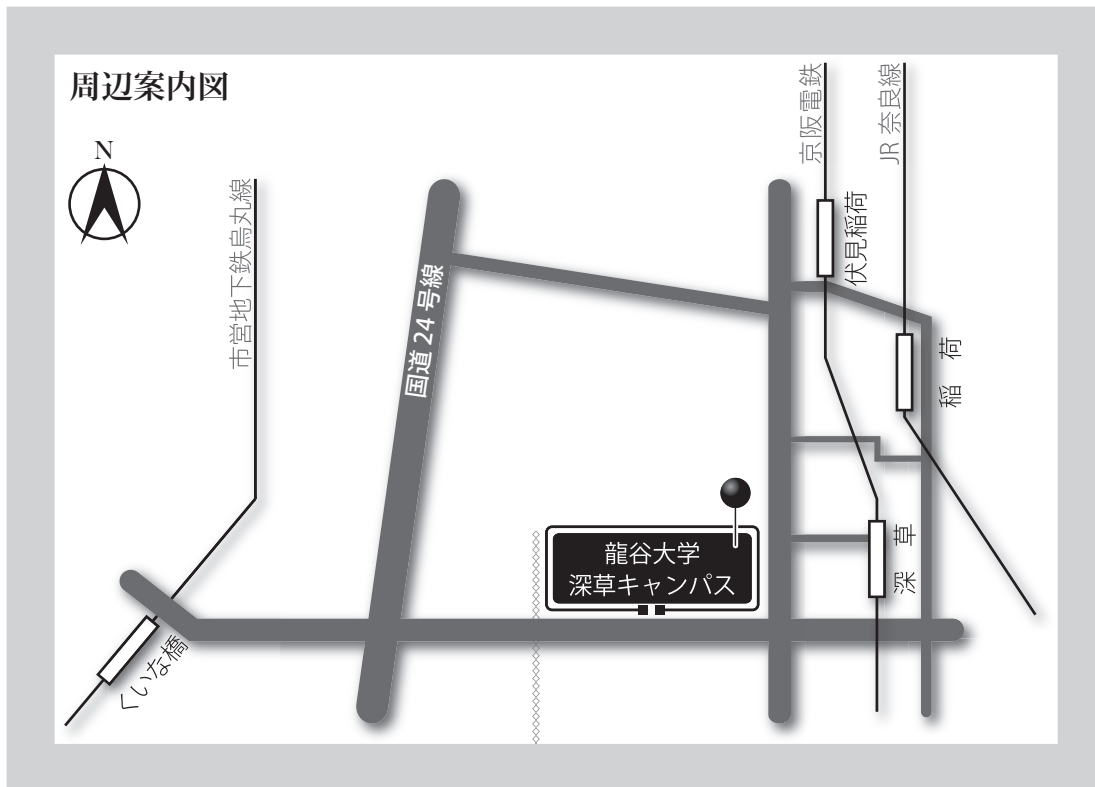 周辺案内図
N
市営地下鉄烏丸線
国道 24 号線
京阪電鉄
JR 奈良線
伏見稲荷
稲荷
龍谷大学
深草キャンパス
深草
くいな橋